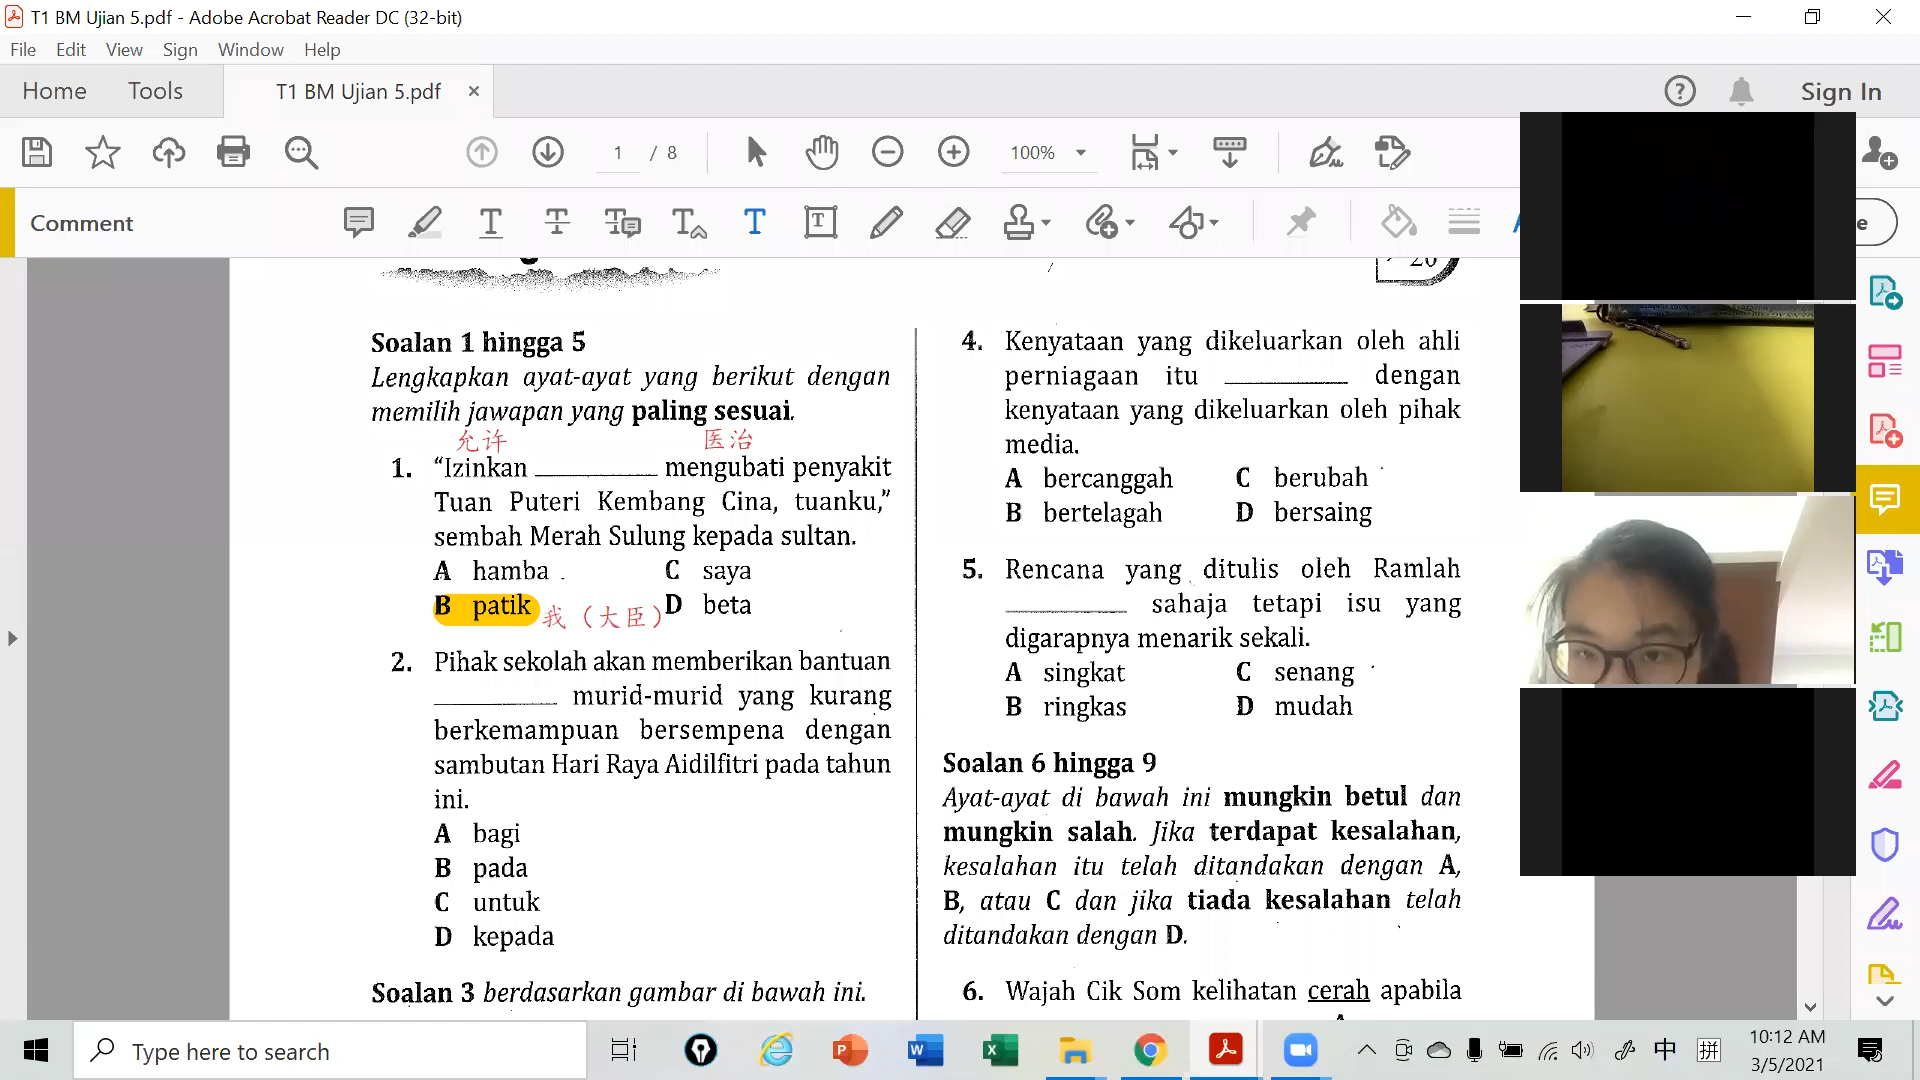 T1 BM Ujian 5.pdf - Adobe Acrobat Reader DC (32-bit)
File Edit View Sign Window Help
Home Tools T1 BM Ujian 5.pdf × Sign In
1 / 8 100%
Comment
Soalan 1 hingga 5
Lengkapkan ayat-ayat yang berikut dengan
memilih jawapan yang paling sesuai.
允许 医治
1. “Izinkan __________ mengubati penyakit
Tuan Puteri Kembang Cina, tuanku,”
sembah Merah Sulung kepada sultan.
A hamba C saya
B patik 我（大臣） D beta
2. Pihak sekolah akan memberikan bantuan
__________ murid-murid yang kurang
berkemampuan bersempena dengan
sambutan Hari Raya Aidilfitri pada tahun
ini.
A bagi
B pada
C untuk
D kepada
Soalan 3 berdasarkan gambar di bawah ini.
4. Kenyataan yang dikeluarkan oleh ahli
perniagaan itu __________ dengan
kenyataan yang dikeluarkan oleh pihak
media.
A bercanggah C berubah
B bertelagah D bersaing
5. Rencana yang ditulis oleh Ramlah
__________ sahaja tetapi isu yang
digarapnya menarik sekali.
A singkat C senang
B ringkas D mudah
Soalan 6 hingga 9
Ayat-ayat di bawah ini mungkin betul dan
mungkin salah. Jika terdapat kesalahan,
kesalahan itu telah ditandakan dengan A,
B, atau C dan jika tiada kesalahan telah
ditandakan dengan D.
6. Wajah Cik Som kelihatan cerah apabila
Type here to search
中 拼
10:12 AM
3/5/2021